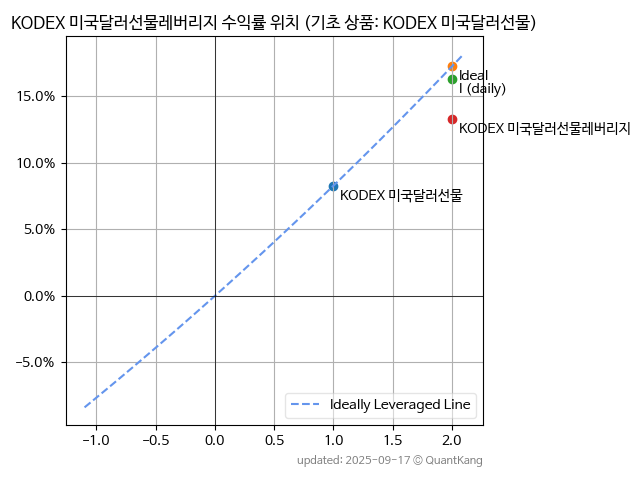 KODEX 미국달러선물레버리지 수익률 위치 (기초 상품: KODEX 미국달러선물)
15.0%
10.0%
5.0%
0.0%
−5.0%
Ideal
I (daily)
KODEX 미국달러선물레버리지
KODEX 미국달러선물
Ideally Leveraged Line
−1.0 −0.5 0.0 0.5 1.0 1.5 2.0
updated: 2025-09-17 © QuantKang